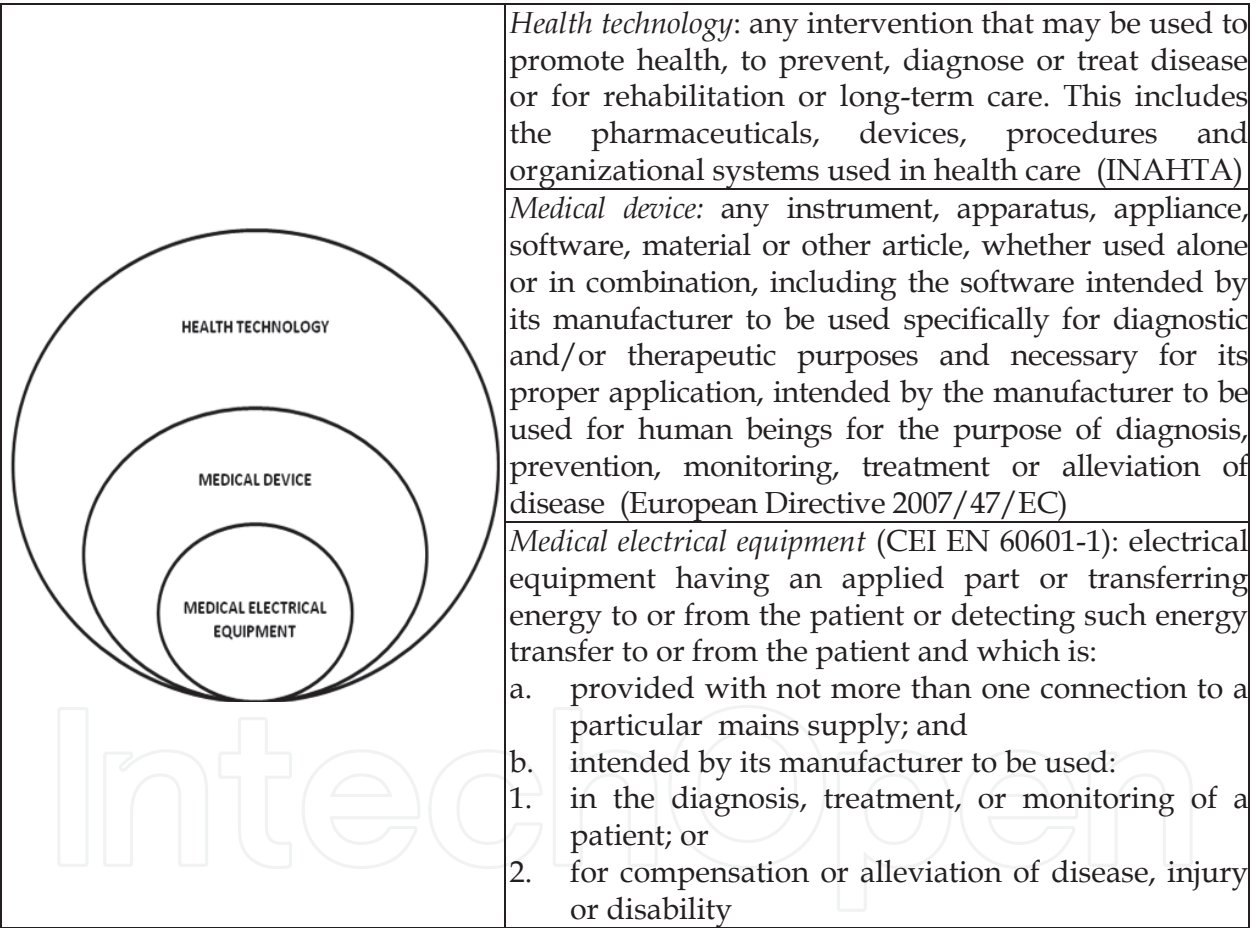 HEALTH TECHNOLOGY
MEDICAL DEVICE
MEDICAL ELECTRICAL
EQUIPMENT
Health technology: any intervention that may be used to
promote health, to prevent, diagnose or treat disease
or for rehabilitation or long-term care. This includes
the pharmaceuticals, devices, procedures and
organizational systems used in health care (INAHTA)
Medical device: any instrument, apparatus, appliance,
software, material or other article, whether used alone
or in combination, including the software intended by
its manufacturer to be used specifically for diagnostic
and/or therapeutic purposes and necessary for its
proper application, intended by the manufacturer to be
used for human beings for the purpose of diagnosis,
prevention, monitoring, treatment or alleviation of
disease (European Directive 2007/47/EC)
Medical electrical equipment (CEI EN 60601-1): electrical
equipment having an applied part or transferring
energy to or from the patient or detecting such energy
transfer to or from the patient and which is:
a. provided with not more than one connection to a
particular mains supply; and
b. intended by its manufacturer to be used:
1. in the diagnosis, treatment, or monitoring of a
patient; or
2. for compensation or alleviation of disease, injury
or disability
IntechOpen